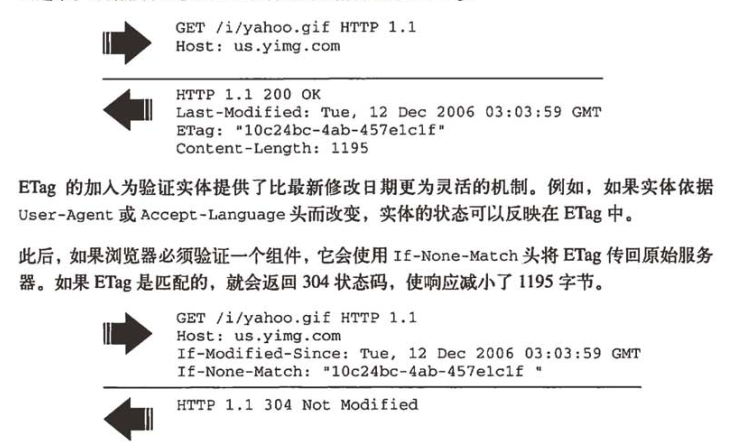 GET /i/yahoo.gif HTTP 1.1
Host: us.yimg.com
HTTP 1.1 200 OK
Last-Modified: Tue, 12 Dec 2006 03:03:59 GMT
ETag: "10c24bc-4ab-457e1c1f"
Content-Length: 1195
ETag 的加入为验证实体提供了比最新修改日期更为灵活的机制。例如，如果实体依据
User-Agent 或 Accept-Language 头而改变，实体的状态可以反映在 ETag 中。
此后，如果浏览器必须验证一个组件，它会使用 If-None-Match 头将 ETag 传回原始服务
器。如果 ETag 是匹配的，就会返回 304 状态码，使响应减小了 1195 字节。
GET /i/yahoo.gif HTTP 1.1
Host: us.yimg.com
If-Modified-Since: Tue, 12 Dec 2006 03:03:59 GMT
If-None-Match: "10c24bc-4ab-457e1c1f "
HTTP 1.1 304 Not Modified